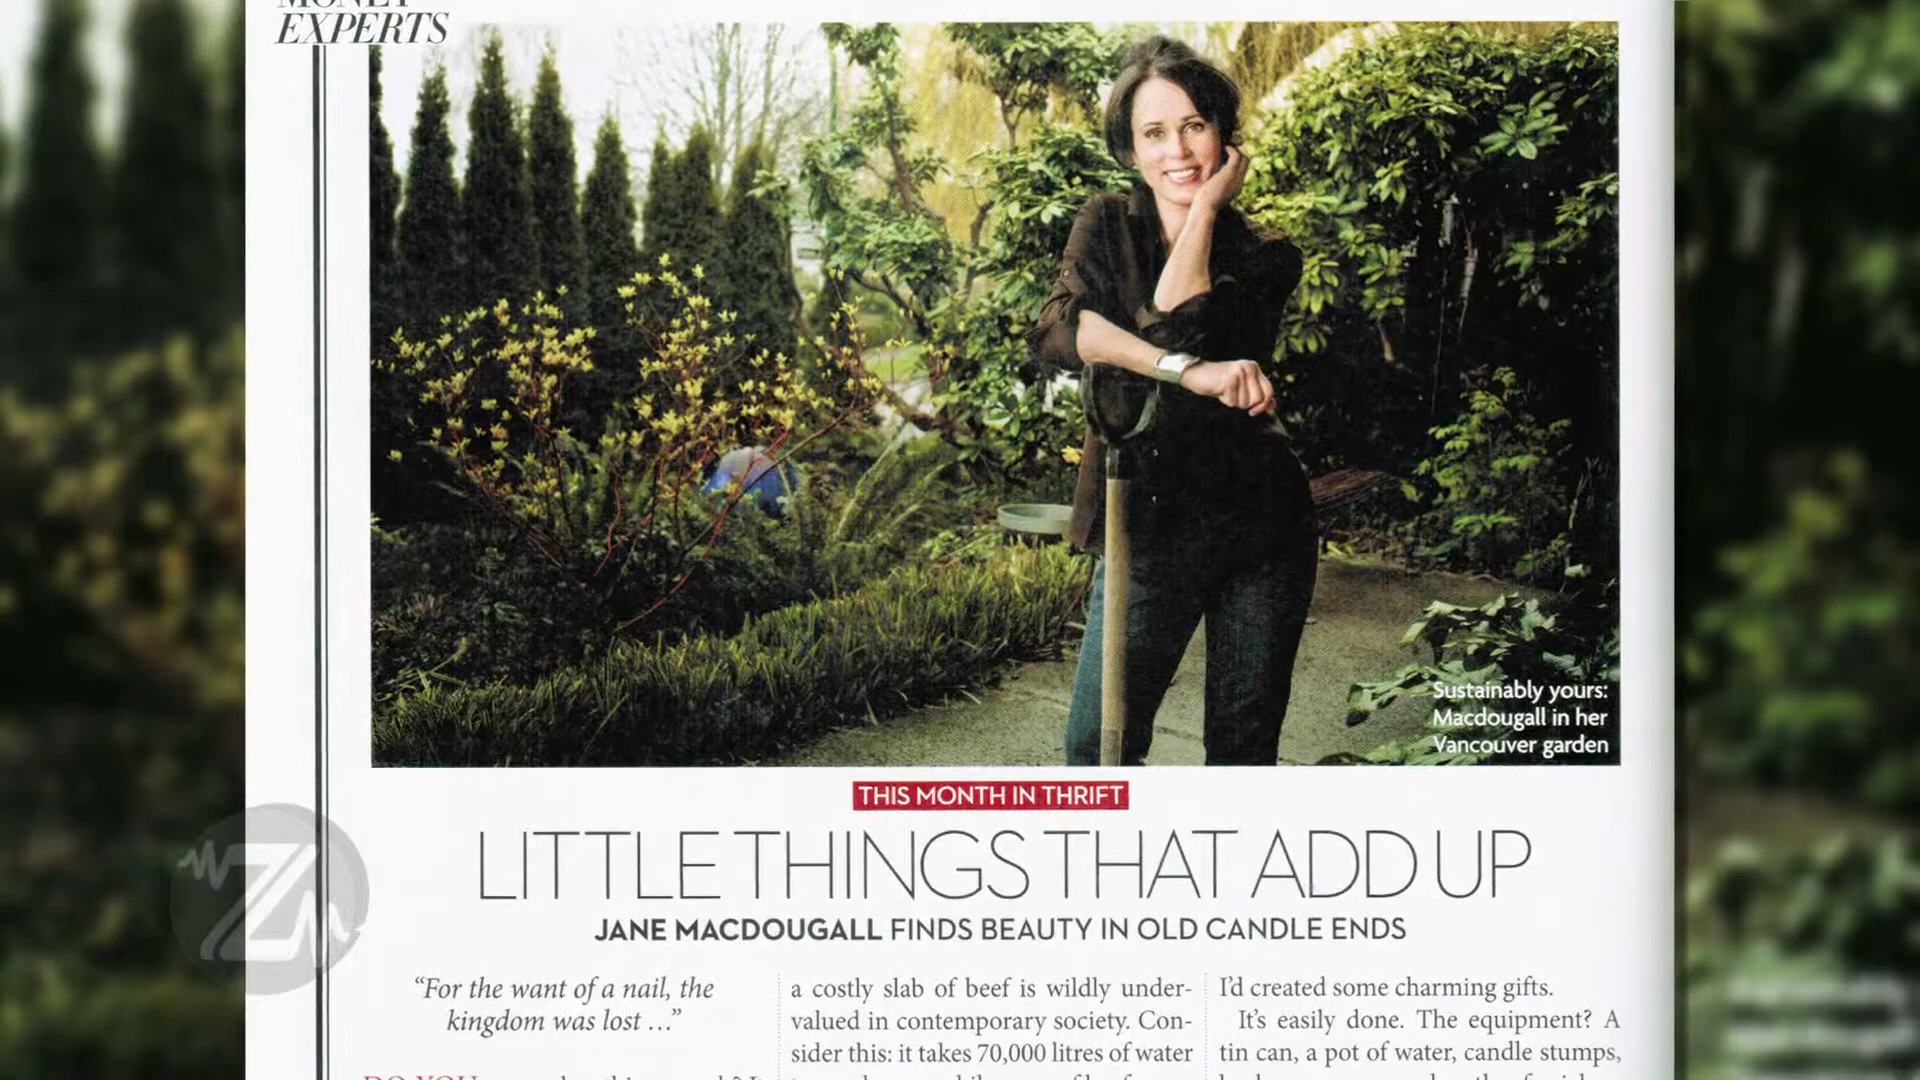 MONEY
EXPERTS
Sustainably yours:
Macdougall in her
Vancouver garden
THIS MONTH IN THRIFT
LITTLE THINGS THAT ADD UP
JANE MACDOUGALL FINDS BEAUTY IN OLD CANDLE ENDS
“For the want of a nail, the
kingdom was lost …”
DO YOU
a costly slab of beef is wildly under-
valued in contemporary society. Con-
sider this: it takes 70,000 litres of water
I’d created some charming gifts.
It’s easily done. The equipment? A
tin can, a pot of water, candle stumps,